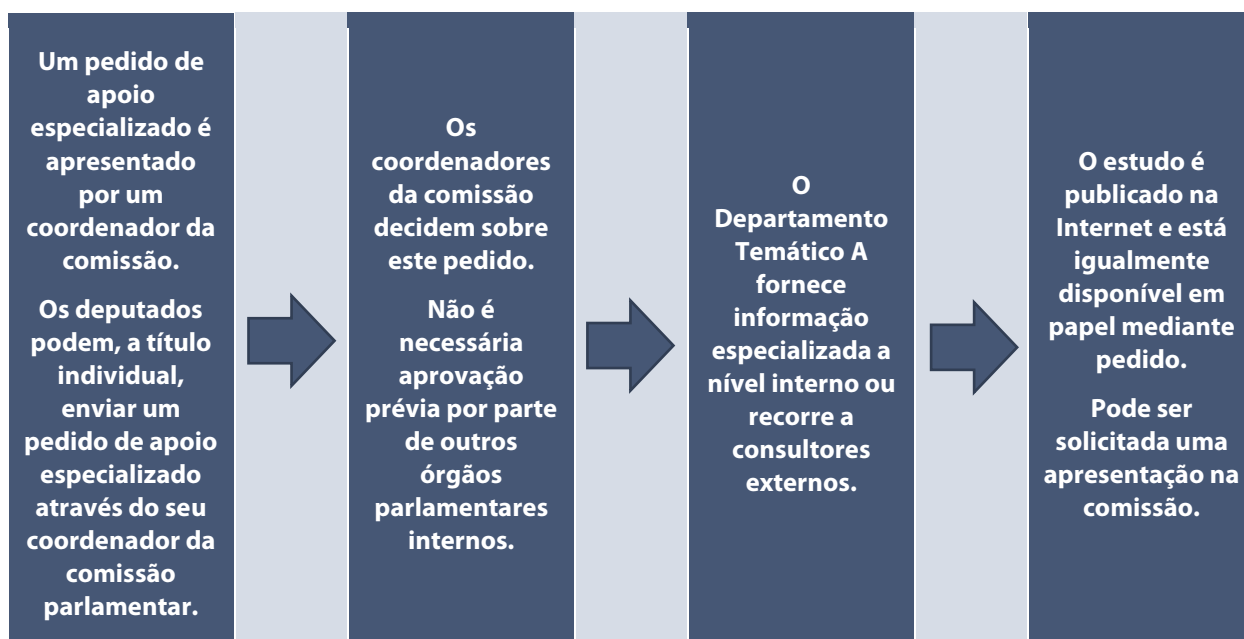 Um pedido de
apoio
especializado é
apresentado
por um
coordenador da
comissão.
Os deputados
podem, a título
individual,
enviar um
pedido de apoio
especializado
através do seu
coordenador da
comissão
parlamentar.
Os
coordenadores
da comissão
decidem sobre
este pedido.
Não é
necessária
aprovação
prévia por parte
de outros
órgãos
parlamentares
internos.
O
Departamento
Temático A
fornece
informação
especializada a
nível interno ou
recorre a
consultores
externos.
O estudo é
publicado na
Internet e está
igualmente
disponível em
papel mediante
pedido.
Pode ser
solicitada uma
apresentação na
comissão.